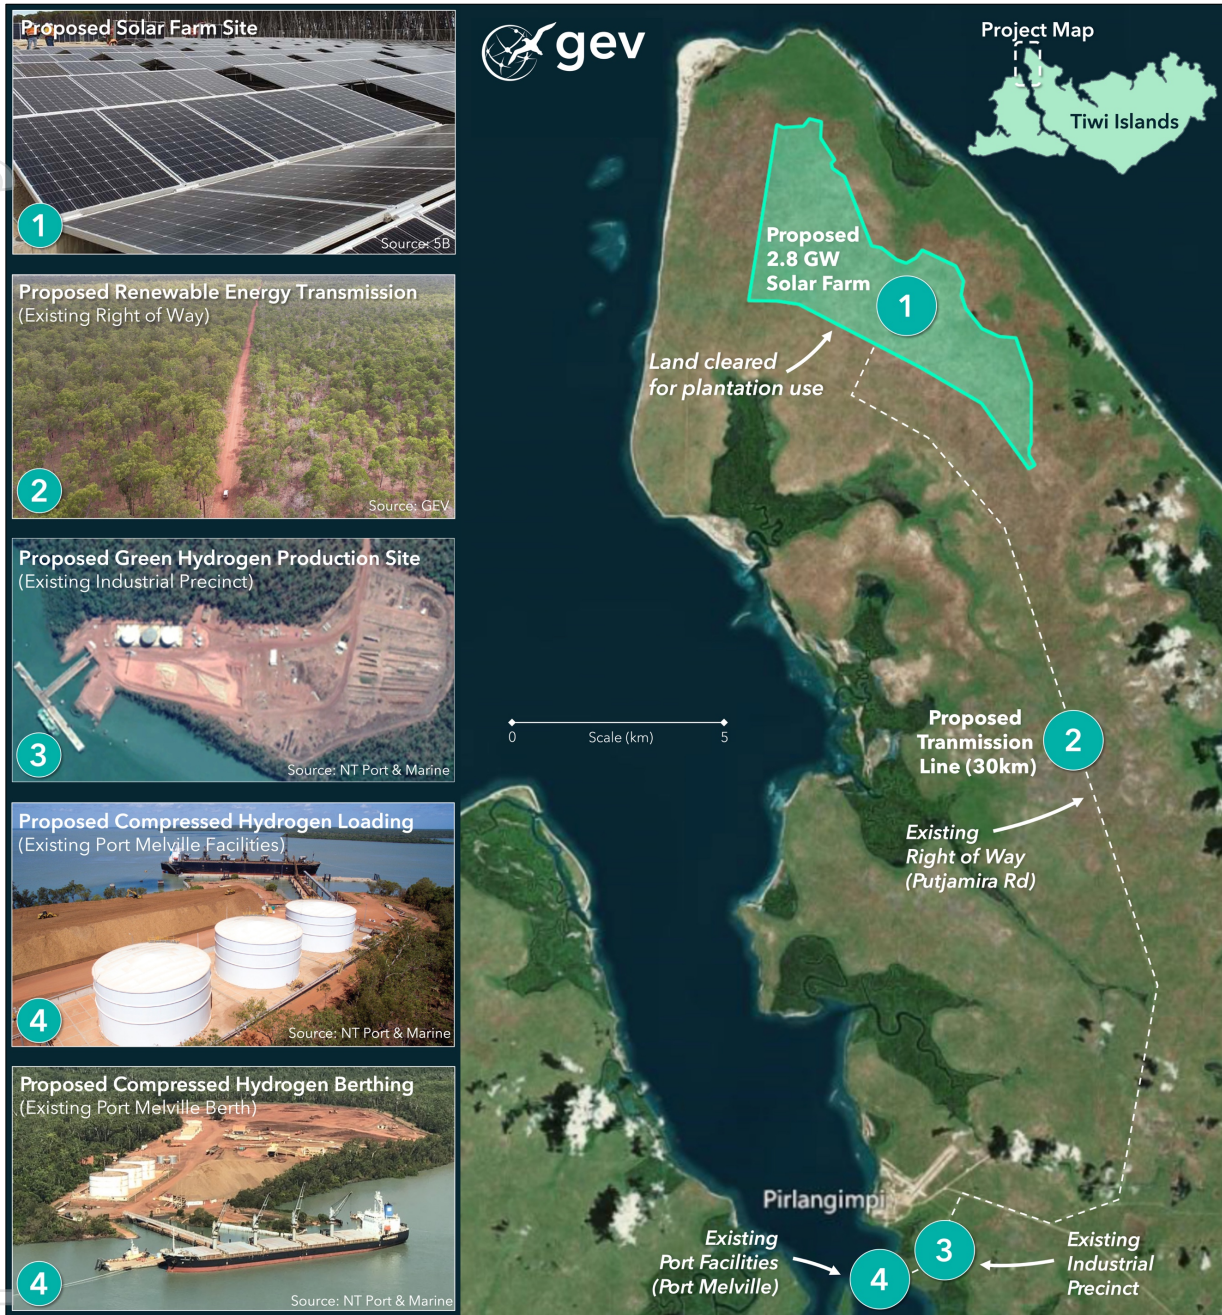 Proposed Solar Farm Site
1
Source: 5B
Proposed Renewable Energy Transmission
(Existing Right of Way)
2
Source: GEV
Proposed Green Hydrogen Production Site
(Existing Industrial Precinct)
3
Source: NT Port & Marine
Proposed Compressed Hydrogen Loading
(Existing Port Melville Facilities)
4
Source: NT Port & Marine
Proposed Compressed Hydrogen Berthing
(Existing Port Melville Berth)
4
Source: NT Port & Marine
gev
Project Map
Tiwi Islands
Proposed
2.8 GW
Solar Farm
1
Land cleared
for plantation use
0 Scale (km) 5
Proposed
Tranmission
Line (30km)
2
Existing
Right of Way
(Putjamira Rd)
Pirlangimpi
Existing
Port Facilities
(Port Melville)
4
3
Existing
Industrial
Precinct